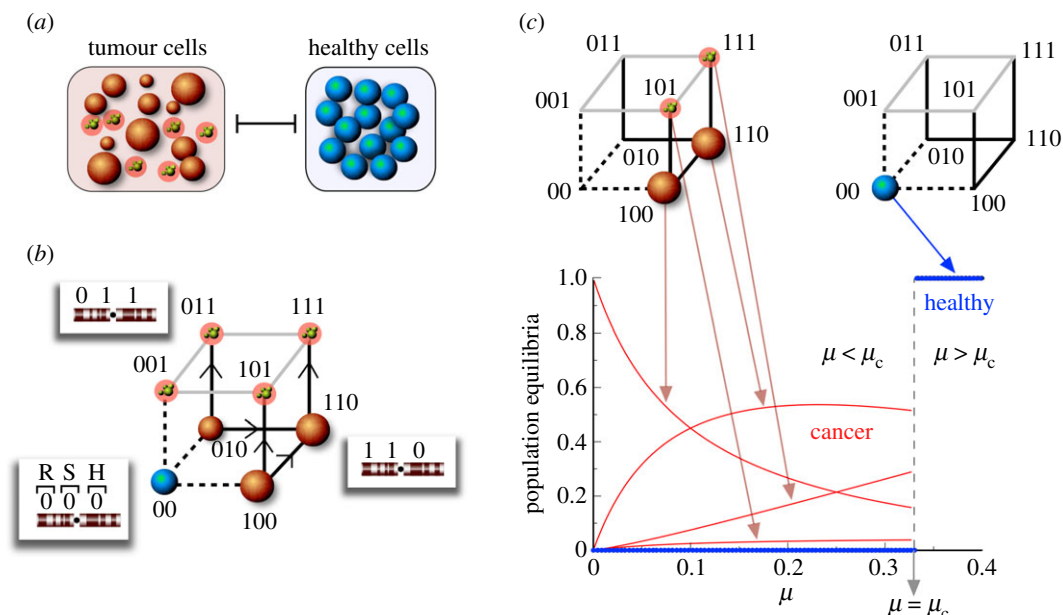 (a)
tumour cells healthy cells
(b)
0 1 1
011 111
001 101
110
010
1 1 0
R S H
0 0 0
00 100
(c)
011 111
001 101
110
010
00
100
011 111
001 101
110
010
00 100
population equilibria
1.0
0.8
0.6
0.4
0.2
0
healthy
μ < μc μ > μc
cancer
0 0.1 0.2 0.3 0.4
μ
μ = μc